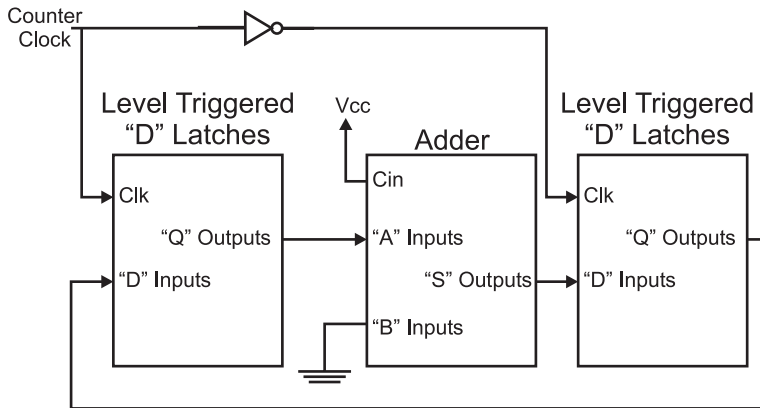 Counter
Clock
Level Triggered
“D” Latches
Clk
“Q” Outputs
“D” Inputs
Vcc
Adder
Cin
“A” Inputs
“S” Outputs
“B” Inputs
Level Triggered
“D” Latches
Clk
“Q” Outputs
“D” Inputs